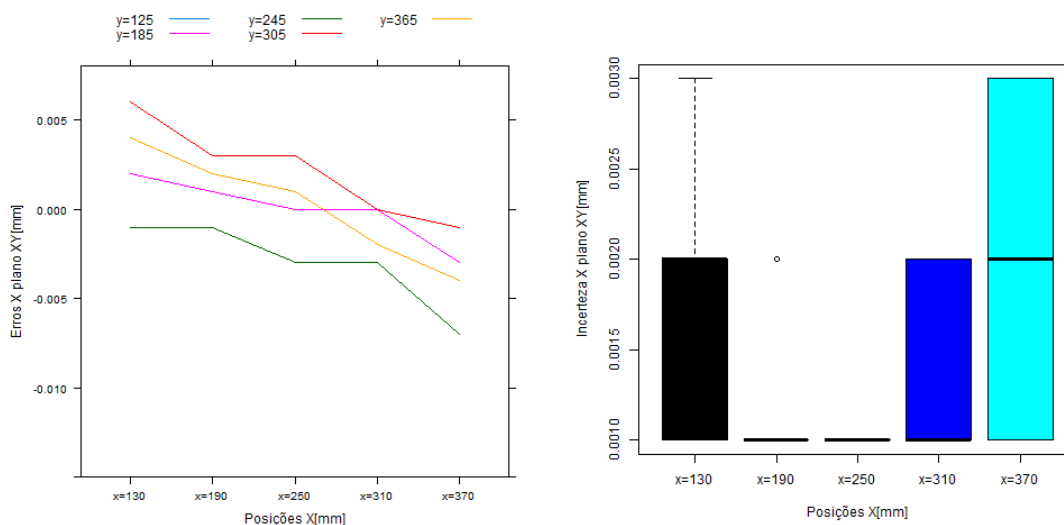 y=125 y=245 y=365
y=185 y=305
Erros X plano XY[mm]
0.005
0.000
-0.005
-0.010
x=130 x=190 x=250 x=310 x=370
Posições X[mm]
Incerteza X plano XY[mm]
0.0030
0.0025
0.0020
0.0015
0.0010
x=130 x=190 x=250 x=310 x=370
Posições X[mm]